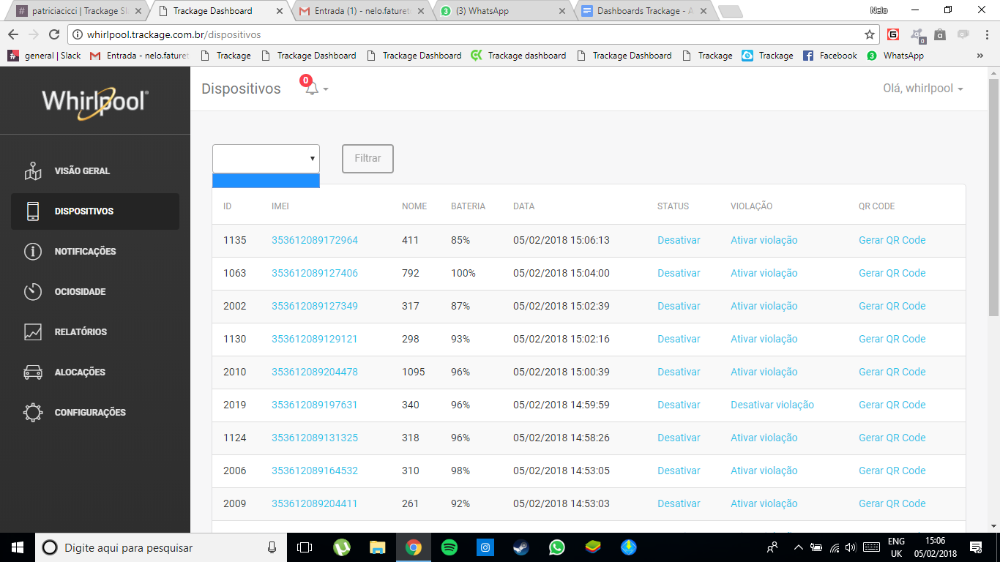 patriciacicci | Trackage Sl
Trackage Dashboard
Entrada (1) - nelo.faturet
(3) WhatsApp
Dashboards Trackage - A
Nelo
whirlpool.trackage.com.br/dispositivos
general | Slack
Entrada - nelo.faturet
Trackage
Trackage Dashboard
Trackage Dashboard
Trackage dashboard
Trackage Dashboard
Trackage
Trackage
Facebook
WhatsApp
Whirlpool
Dispositivos
0
Olá, whirlpool
VISÃO GERAL
DISPOSITIVOS
NOTIFICAÇÕES
OCIOSIDADE
RELATÓRIOS
ALOCAÇÕES
CONFIGURAÇÕES
Filtrar
ID IMEI NOME BATERIA DATA STATUS VIOLAÇÃO QR CODE
1135 353612089172964 411 85% 05/02/2018 15:06:13 Desativar Ativar violação Gerar QR Code
1063 353612089127406 792 100% 05/02/2018 15:04:00 Desativar Ativar violação Gerar QR Code
2002 353612089127349 317 87% 05/02/2018 15:02:39 Desativar Ativar violação Gerar QR Code
1130 353612089129121 298 93% 05/02/2018 15:02:16 Desativar Ativar violação Gerar QR Code
2010 353612089204478 1095 96% 05/02/2018 15:00:39 Desativar Ativar violação Gerar QR Code
2019 353612089197631 340 96% 05/02/2018 14:59:59 Desativar Desativar violação Gerar QR Code
1124 353612089131325 318 96% 05/02/2018 14:58:26 Desativar Ativar violação Gerar QR Code
2006 353612089164532 310 98% 05/02/2018 14:53:05 Desativar Ativar violação Gerar QR Code
2009 353612089204411 261 92% 05/02/2018 14:53:03 Desativar Ativar violação Gerar QR Code
Digite aqui para pesquisar
ENG
UK
15:06
05/02/2018